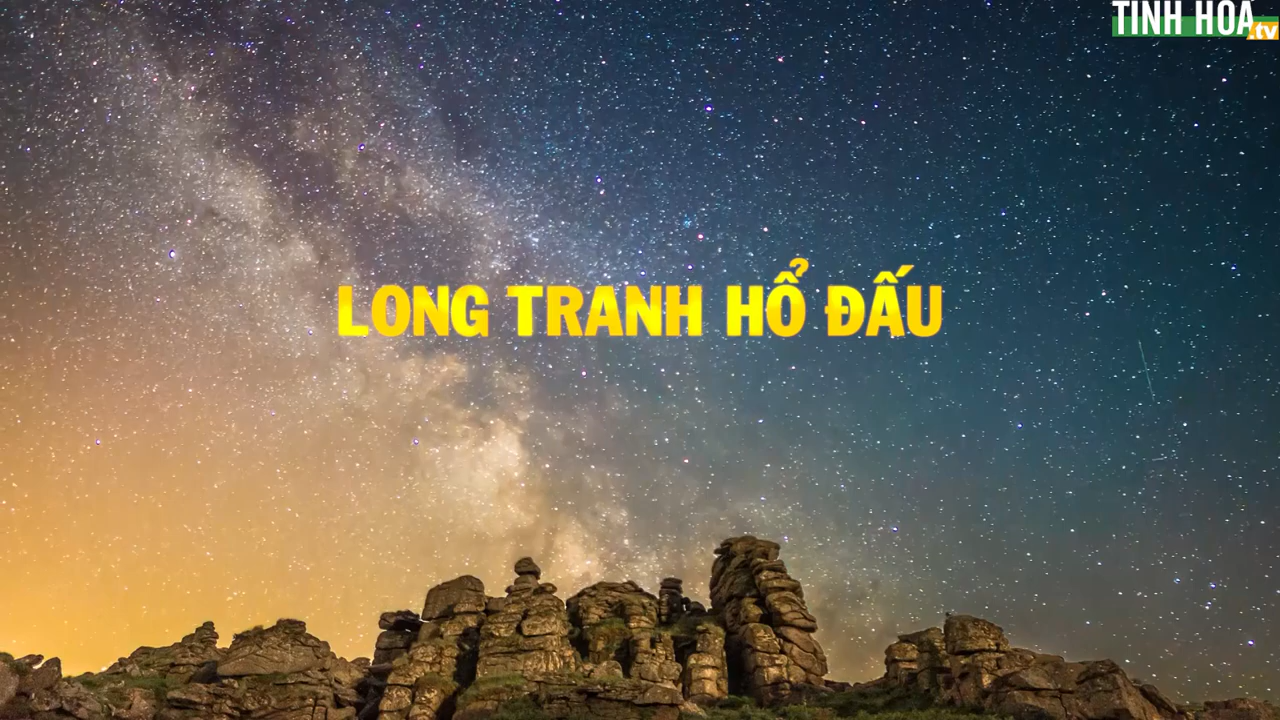 TINH HOA
.tv
LONG TRANH HỔ ĐẤU